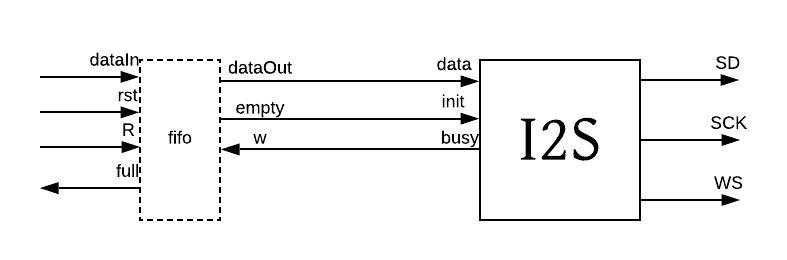 dataIn
rst
R
full
fifo
dataOut
empty
w
data
init
busy
I2S
SD
SCK
WS